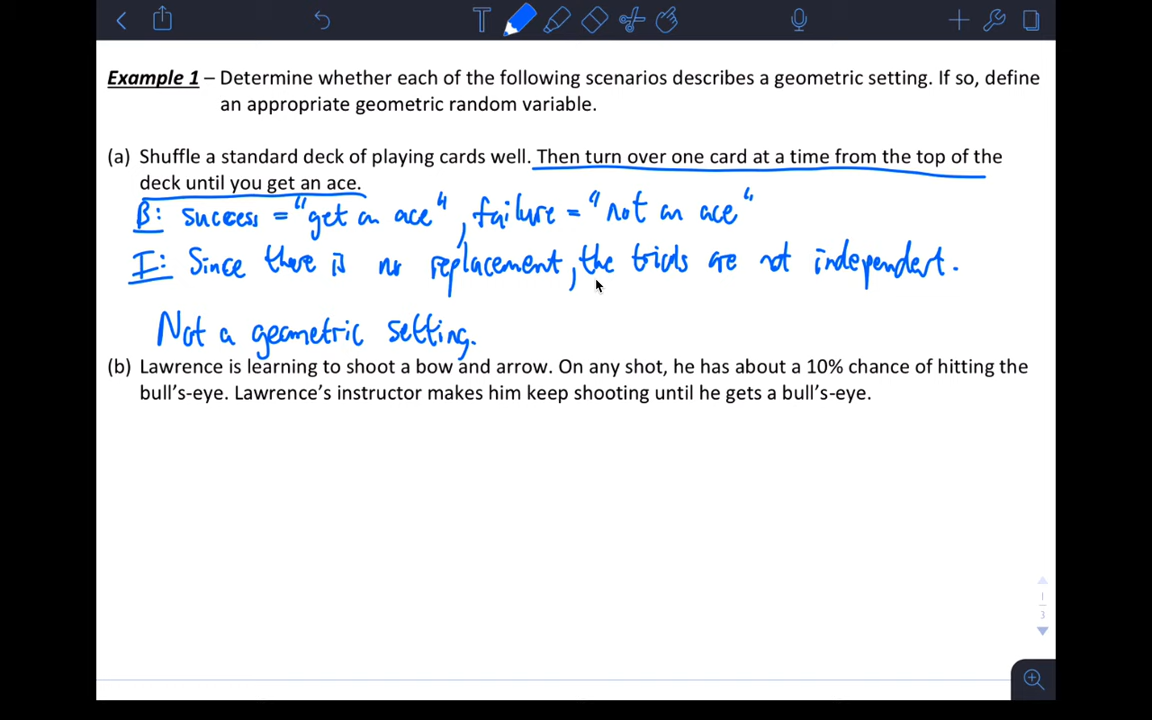 Example 1 – Determine whether each of the following scenarios describes a geometric setting. If so, define
an appropriate geometric random variable.
(a) Shuffle a standard deck of playing cards well. Then turn over one card at a time from the top of the
deck until you get an ace.
B: success = "get an ace", failure = "not an ace"
I: Since there is no replacement, the trials are not independent.
Not a geometric setting.
(b) Lawrence is learning to shoot a bow and arrow. On any shot, he has about a 10% chance of hitting the
bull's-eye. Lawrence's instructor makes him keep shooting until he gets a bull's-eye.
1
3